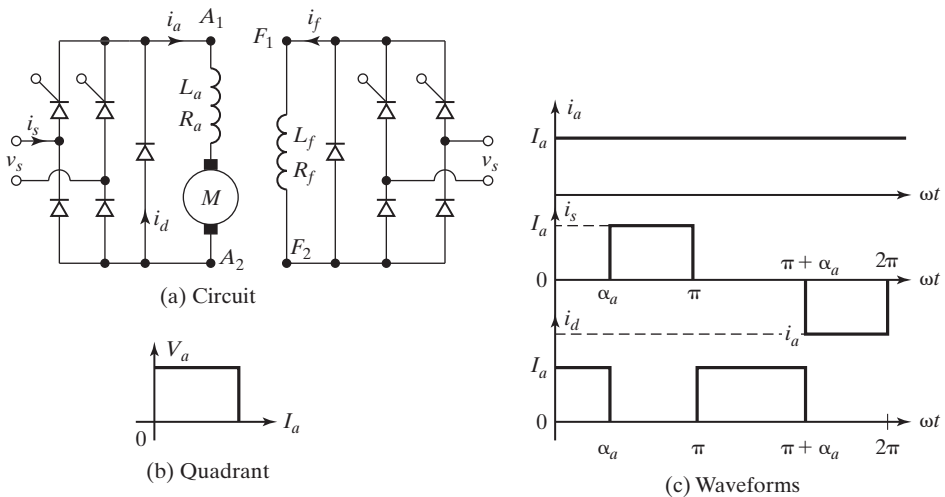 i_a
A_1
F_1
i_f
L_a
R_a
i_s
v_s
i_d
M
L_f
R_f
v_s
F_2
A_2
(a) Circuit
V_a
0
I_a
(b) Quadrant
i_a
I_a
ωt
i_s
I_a
0
α_a
π
π + α_a
2π
ωt
i_d
i_a
I_a
0
α_a
π
π + α_a
2π
ωt
(c) Waveforms